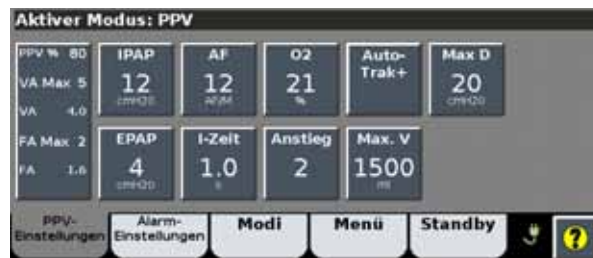 Aktiver Modus: PPV
PPV % 80
VA Max 5
VA 4.0
FA Max 2
FA 1.6
IPAP
12
cmH2O
AF
12
AF/M
O2
21
%
Auto-
Trak+
Max D
20
cmH2O
EPAP
4
cmH2O
I-Zeit
1.0
s
Anstieg
2
Max. V
1500
ml
PPV-
Einstellungen
Alarm-
Einstellungen
Modi
Menü
Standby
?